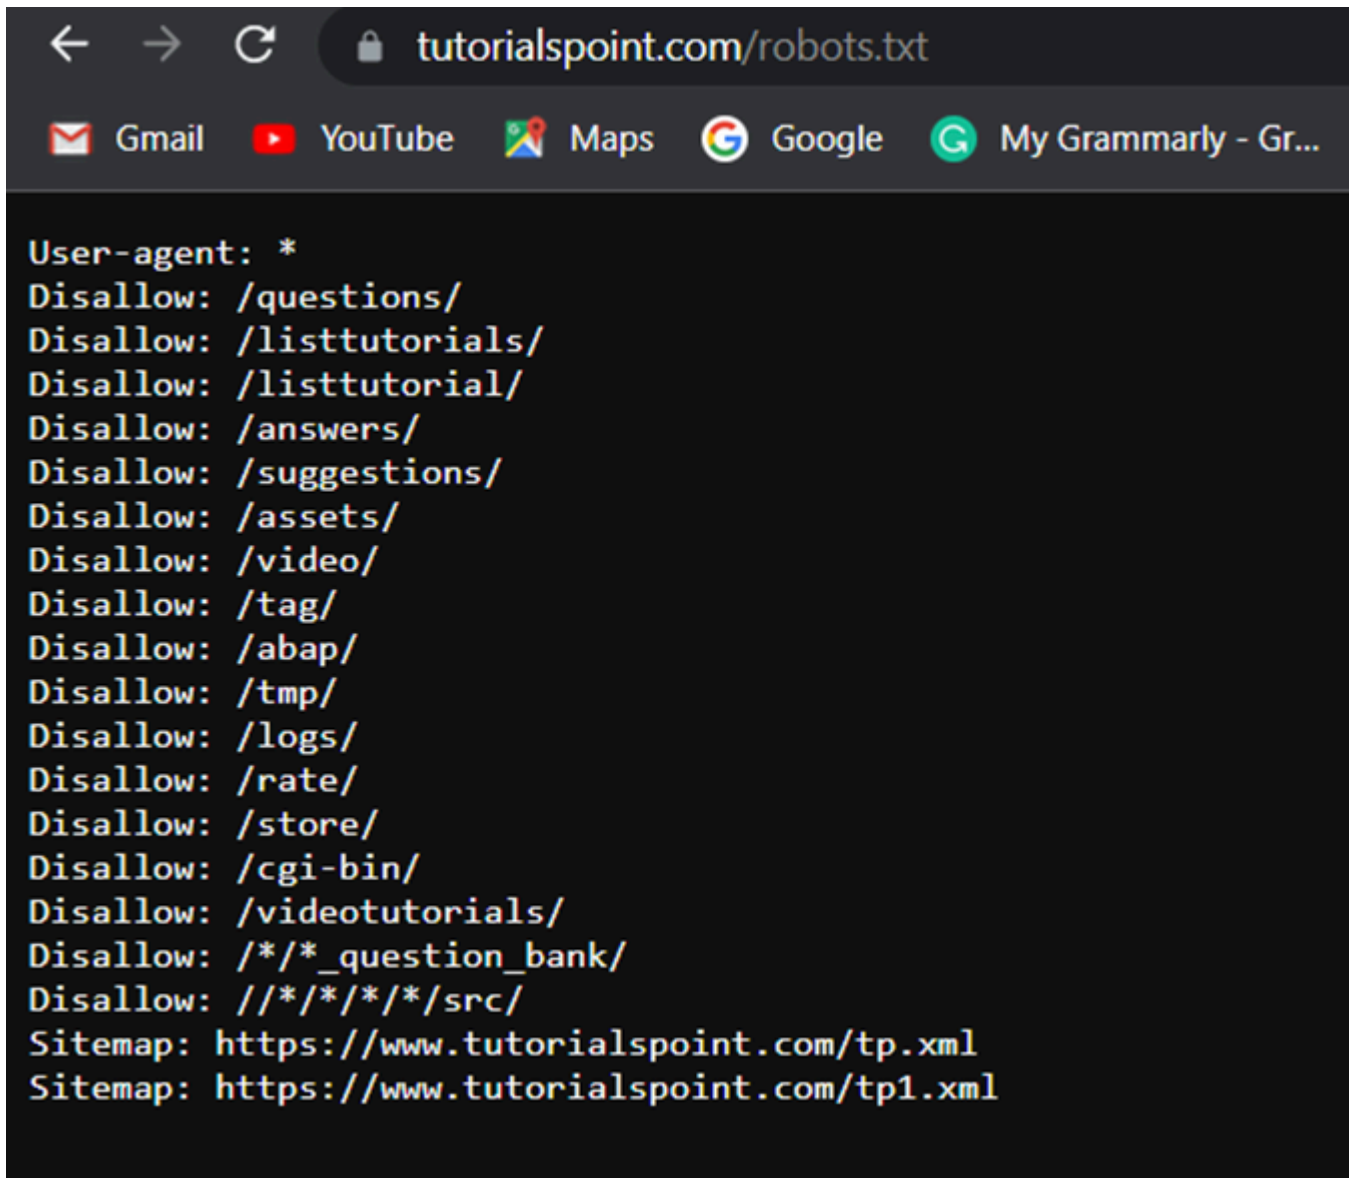 tutorialspoint.com/robots.txt
Gmail YouTube Maps Google My Grammarly - Gr...
User-agent: *
Disallow: /questions/
Disallow: /listtutorials/
Disallow: /listtutorial/
Disallow: /answers/
Disallow: /suggestions/
Disallow: /assets/
Disallow: /video/
Disallow: /tag/
Disallow: /abap/
Disallow: /tmp/
Disallow: /logs/
Disallow: /rate/
Disallow: /store/
Disallow: /cgi-bin/
Disallow: /videotutorials/
Disallow: /*/*_question_bank/
Disallow: //*/*/*/*/src/
Sitemap: https://www.tutorialspoint.com/tp.xml
Sitemap: https://www.tutorialspoint.com/tp1.xml